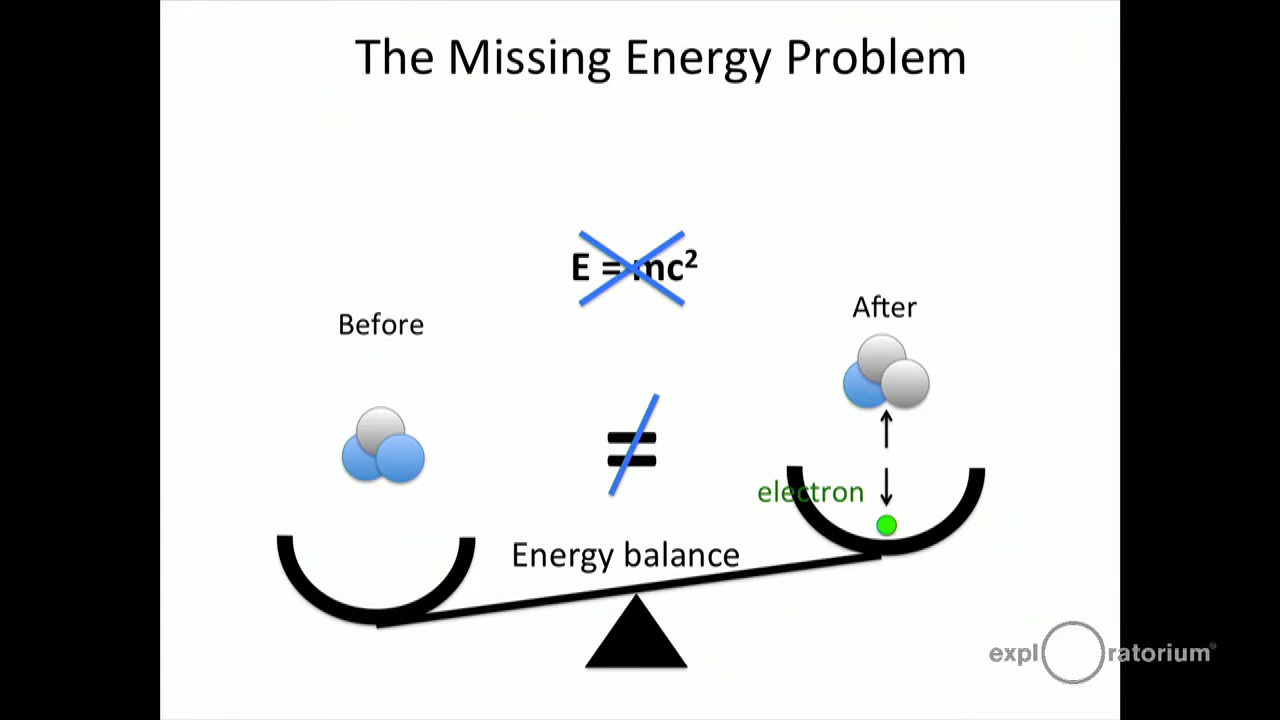 The Missing Energy Problem
E = mc²
Before
After
=
electron
Energy balance
exploratorium®